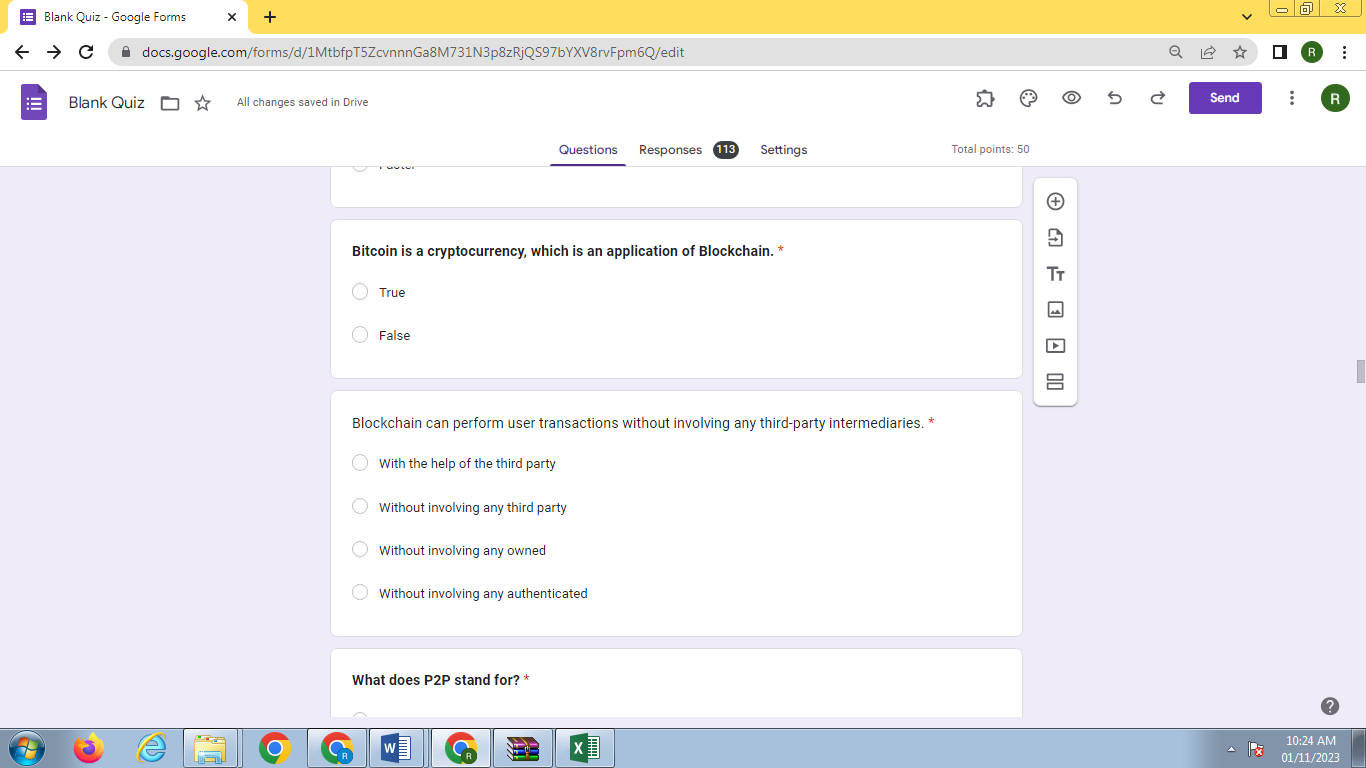 Blank Quiz - Google Forms
docs.google.com/forms/d/1MtbfpT5ZcvnnnGa8M731N3p8zRjQS97bYXV8rvFpm6Q/edit
R
Blank Quiz
All changes saved in Drive
Send
R
Questions
Responses 113
Settings
Total points: 50
Bitcoin is a cryptocurrency, which is an application of Blockchain. *
True
False
Blockchain can perform user transactions without involving any third-party intermediaries. *
With the help of the third party
Without involving any third party
Without involving any owned
Without involving any authenticated
What does P2P stand for? *
Tт
R
W
R
X
10:24 AM
01/11/2023